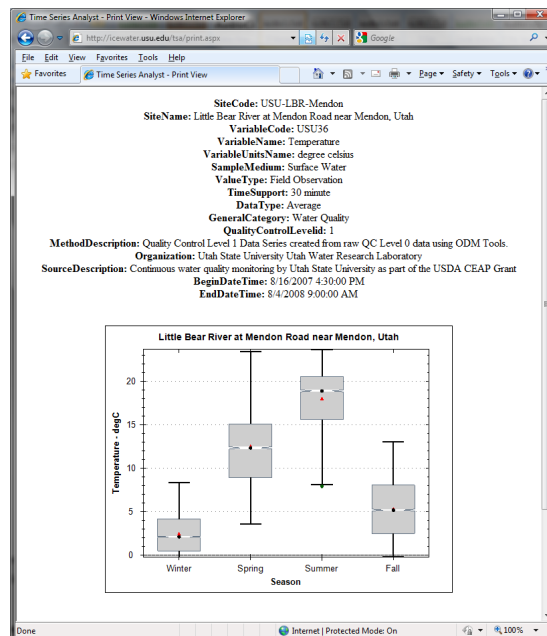 Time Series Analyst - Print View - Windows Internet Explorer
http://icewater.usu.edu/tsa/print.aspx
Google
File Edit View Favorites Tools Help
Favorites Time Series Analyst - Print View Page Safety Tools
SiteCode: USU-LBR-Mendon
SiteName: Little Bear River at Mendon Road near Mendon, Utah
VariableCode: USU36
VariableName: Temperature
VariableUnitsName: degree celsius
SampleMedium: Surface Water
ValueType: Field Observation
TimeSupport: 30 minute
DataType: Average
GeneralCategory: Water Quality
QualityControlLevelid: 1
MethodDescription: Quality Control Level 1 Data Series created from raw QC Level 0 data using ODM Tools.
Organization: Utah State University Utah Water Research Laboratory
SourceDescription: Continuous water quality monitoring by Utah State University as part of the USDA CEAP Grant
BeginDateTime: 8/16/2007 4:30:00 PM
EndDateTime: 8/4/2008 9:00:00 AM
Little Bear River at Mendon Road near Mendon, Utah
Temperature - degC
20
15
10
5
0
Winter Spring Summer Fall
Season
Done Internet | Protected Mode: On 100%